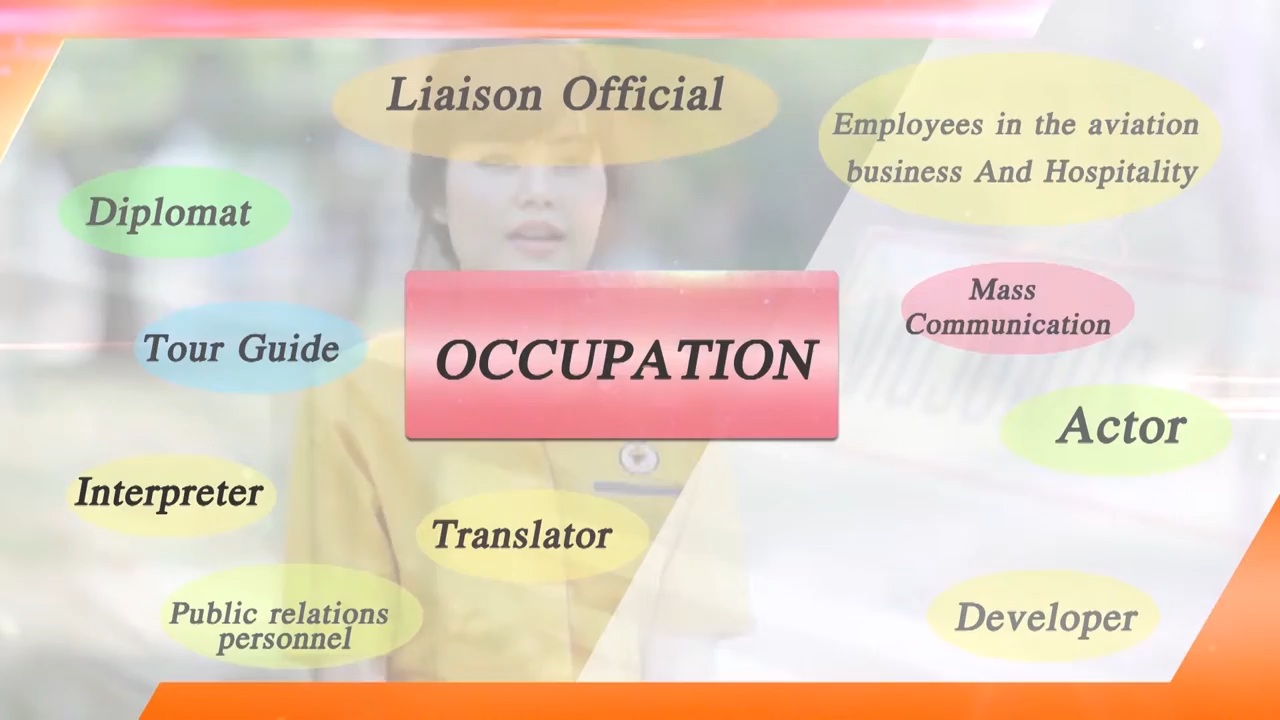 Liaison Official
Employees in the aviation
business And Hospitality
Diplomat
Mass
Communication
Tour Guide
OCCUPATION
Actor
Interpreter
Translator
Public relations
personnel
Developer